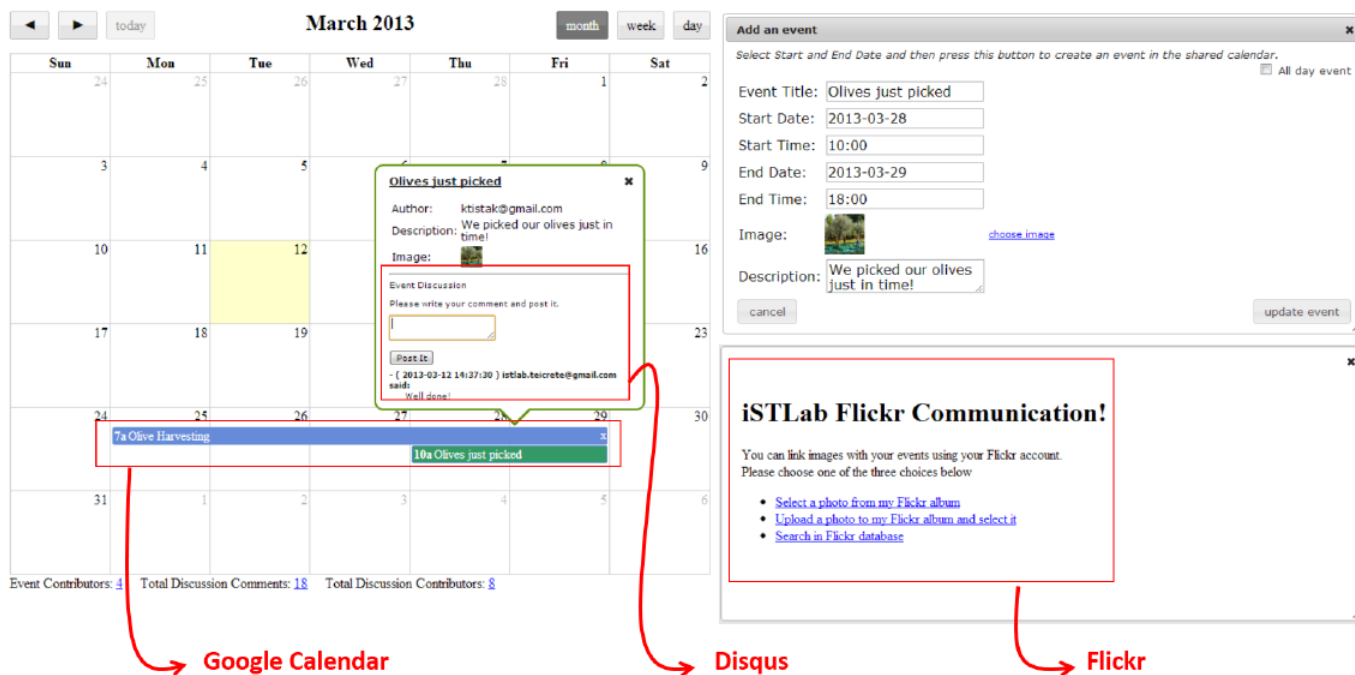 ◄ ► today March 2013 month week day
Sun Mon Tue Wed Thu Fri Sat
24 25 26 27 28 1 2
3 4 5 9
10 11 12 16
17 18 19 23
24 25 26 27 28 29 30
31 1 2 3 4 5 6
7a Olive Harvesting x
10a Olives just picked
Olives just picked ✖
Author: ktistak@gmail.com
Description: We picked our olives just in
time!
Image:
Event Discussion
Please write your comment and post it.
Post It
- ( 2013-03-12 14:37:30 ) istlab.teicrete@gmail.com
said:
Well done!
Event Contributors: 4 Total Discussion Comments: 18 Total Discussion Contributors: 8
Add an event ✖
Select Start and End Date and then press this button to create an event in the shared calendar.
All day event
Event Title: Olives just picked
Start Date: 2013-03-28
Start Time: 10:00
End Date: 2013-03-29
End Time: 18:00
Image: choose image
Description: We picked our olives
just in time!
cancel update event
✖
iSTLab Flickr Communication!
You can link images with your events using your Flickr account.
Please choose one of the three choices below
• Select a photo from my Flickr album
• Upload a photo to my Flickr album and select it
• Search in Flickr database
Google Calendar Disqus Flickr